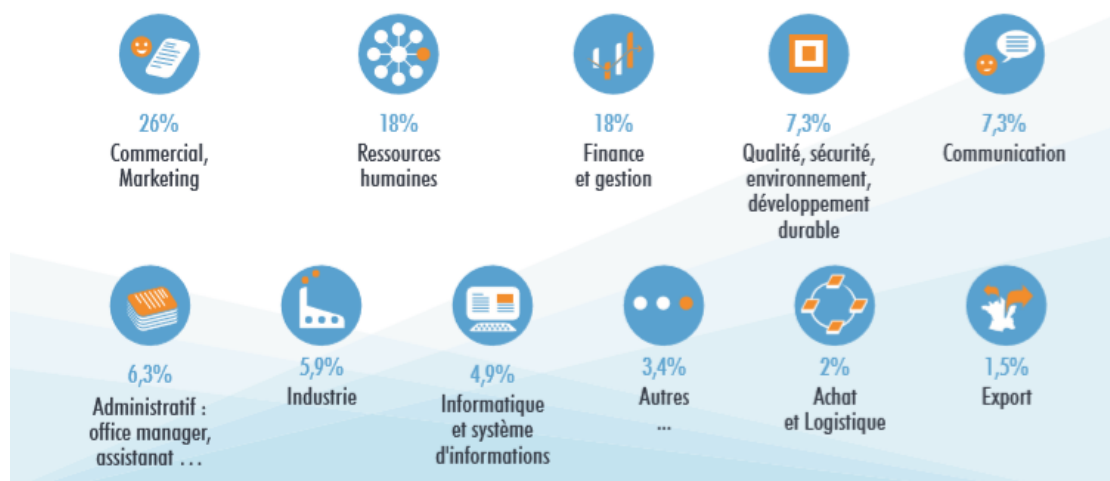 26%
Commercial,
Marketing
18%
Ressources
humaines
18%
Finance
et gestion
7,3%
Qualité, sécurité,
environnement,
développement
durable
7,3%
Communication
6,3%
Administratif :
office manager,
assistanat ...
5,9%
Industrie
4,9%
Informatique
et système
d'informations
3,4%
Autres
...
2%
Achat
et Logistique
1,5%
Export